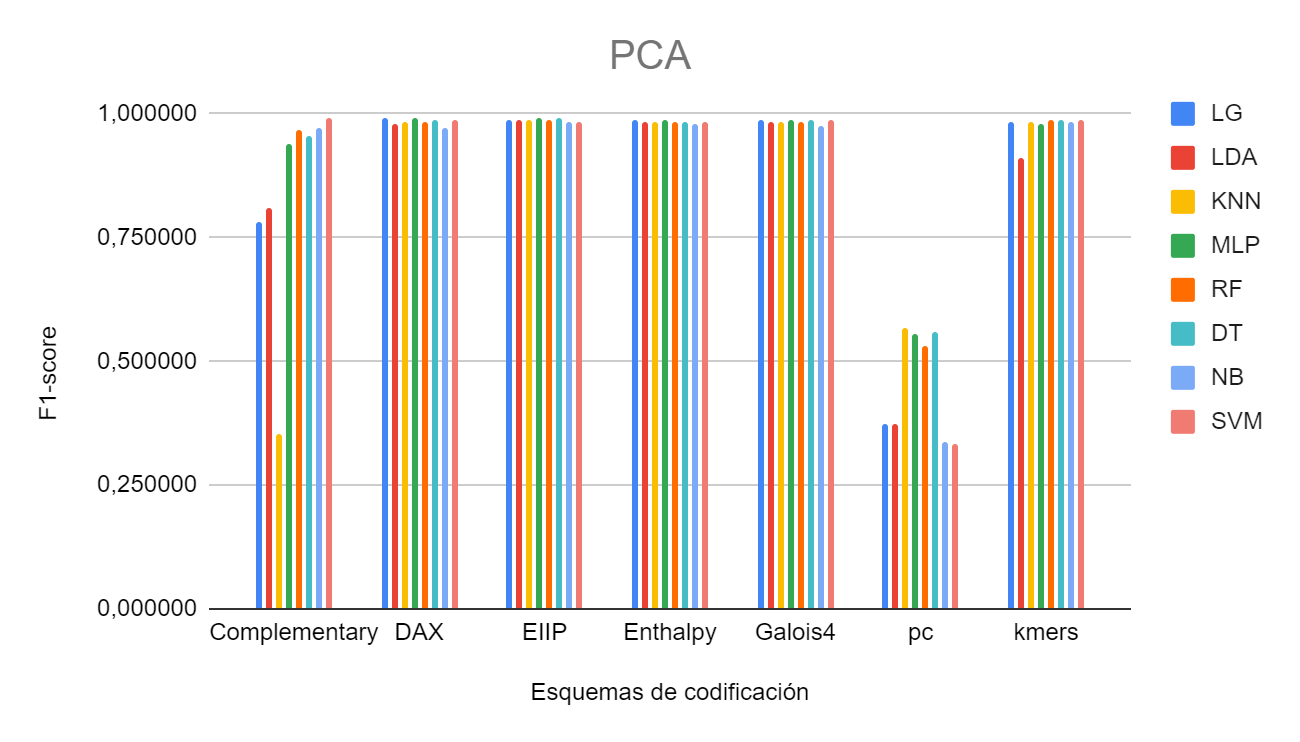 PCA
1,000000
0,750000
0,500000
0,250000
0,000000
F1-score
Complementary DAX EIIP Enthalpy Galois4 pc kmers
Esquemas de codificación
LG
LDA
KNN
MLP
RF
DT
NB
SVM